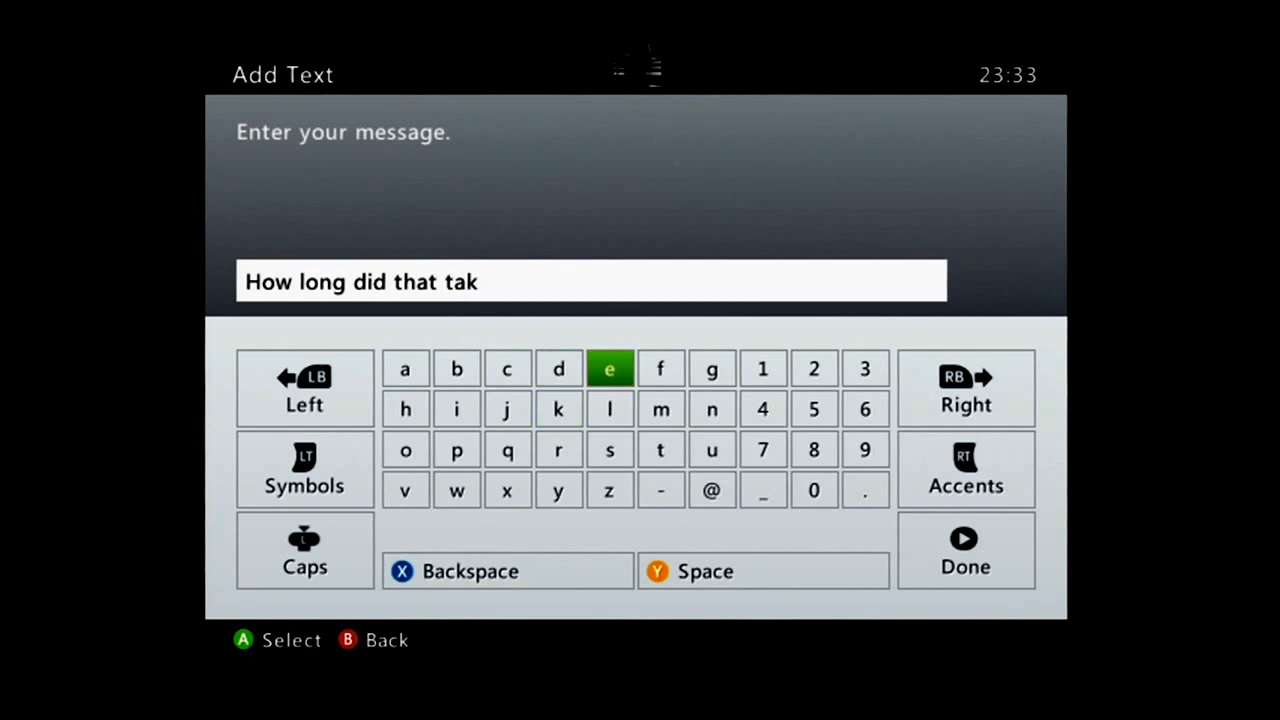 Add Text 23:33
Enter your message.
How long did that tak
LB Left
a b c d e f g 1 2 3
RB Right
h i j k l m n 4 5 6
LT Symbols
o p q r s t u 7 8 9
RT Accents
v w x y z - @ _ 0 .
L Caps
X Backspace
Y Space
Done
A Select B Back